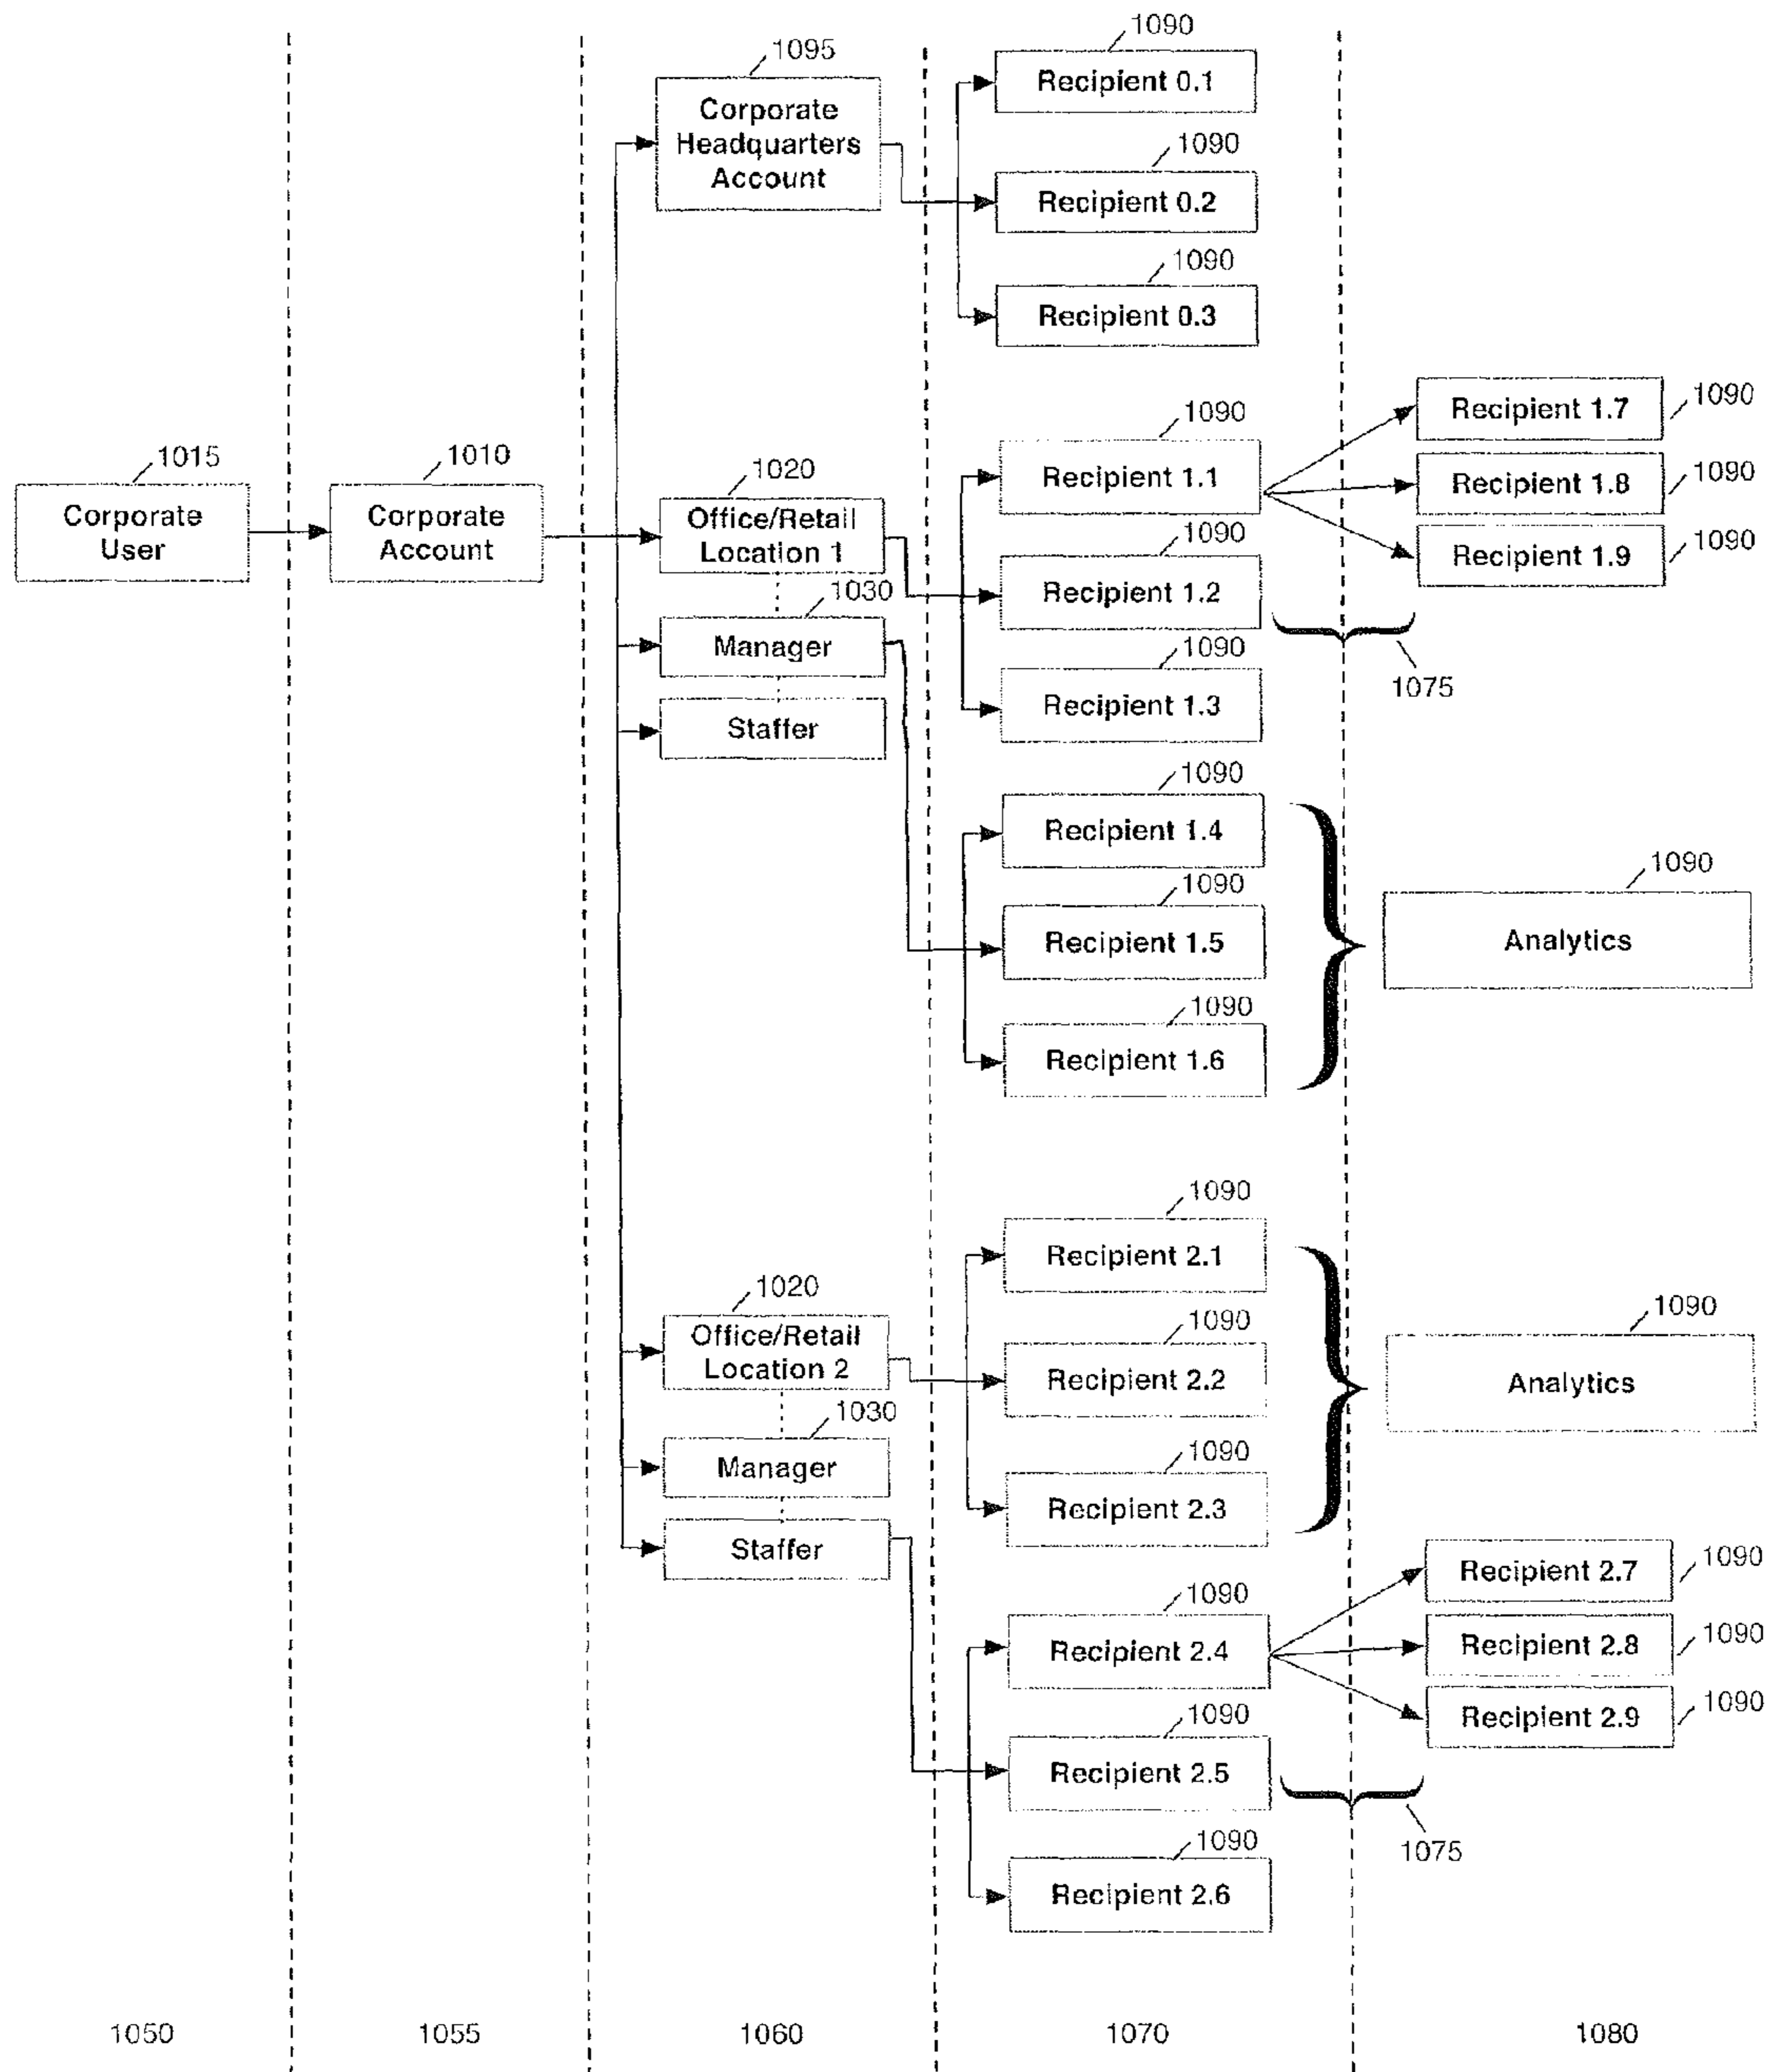 1090
1095
Recipient 0.1
Corporate
Headquarters
Account
1090
Recipient 0.2
1090
Recipient 0.3
1090
Recipient 1.7
1090
1015
1010
1020
Recipient 1.1
Recipient 1.8
1090
Corporate
User
Corporate
Account
Office/Retail
Location 1
1090
Recipient 1.9
1090
1030
Recipient 1.2
Manager
1090
1075
Staffer
Recipient 1.3
1090
Recipient 1.4
1090
1090
Recipient 1.5
Analytics
1090
Recipient 1.6
1090
Recipient 2.1
1020
1090
1090
Office/Retail
Location 2
Recipient 2.2
Analytics
1030
1090
Manager
Recipient 2.3
Staffer
1090
Recipient 2.7
1090
Recipient 2.4
Recipient 2.8
1090
1090
Recipient 2.9
1090
Recipient 2.5
1090
1075
Recipient 2.6
1050
1055
1060
1070
1080